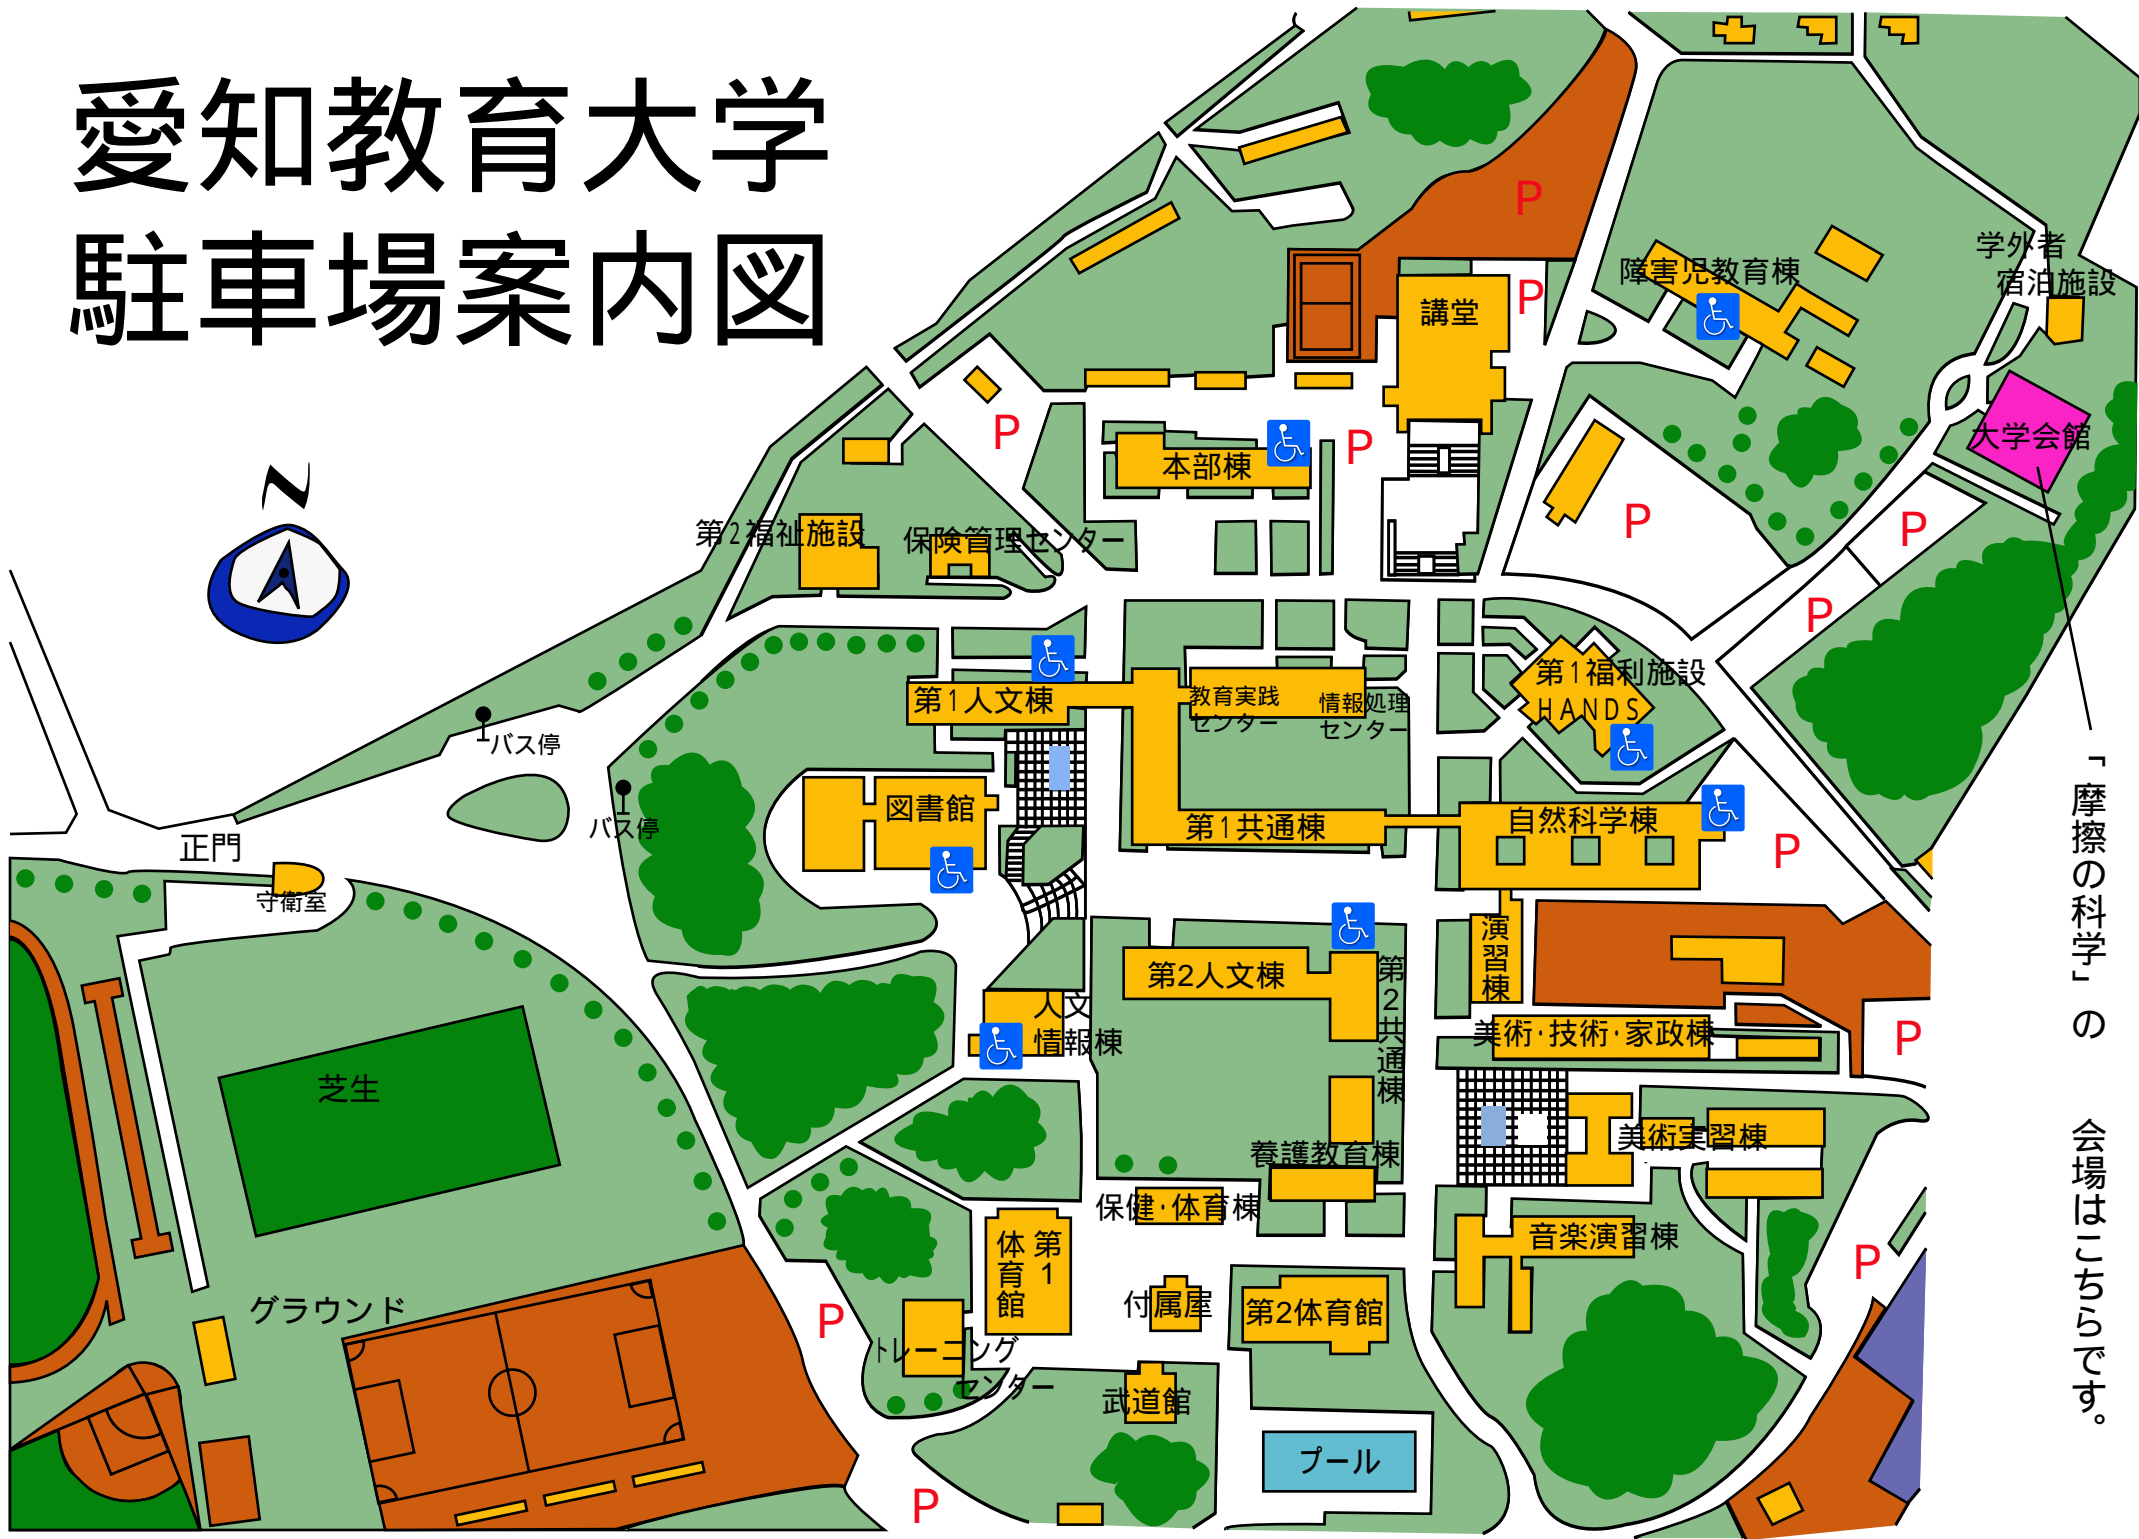 愛知教育大学
駐車場案内図
N
P
P
P
P
P
P
P
P
P
P
P
P
P
学外者
宿泊施設
障害児教育棟
講堂
大学会館
本部棟
第2福祉施設
保険管理センター
第1福利施設
HANDS
第1人文棟
教育実践
センター
情報処理
センター
バス停
バス停
図書館
第1共通棟
自然科学棟
正門
守衛室
演習棟
第2人文棟
第2共通棟
人文
情報棟
美術・技術・家政棟
芝生
養護教育棟
美術実習棟
保健・体育棟
音楽演習棟
第1
体育館
グラウンド
付属屋
第2体育館
トレーニング
センター
武道館
プール
「摩擦の科学」の 会場はこちらです。